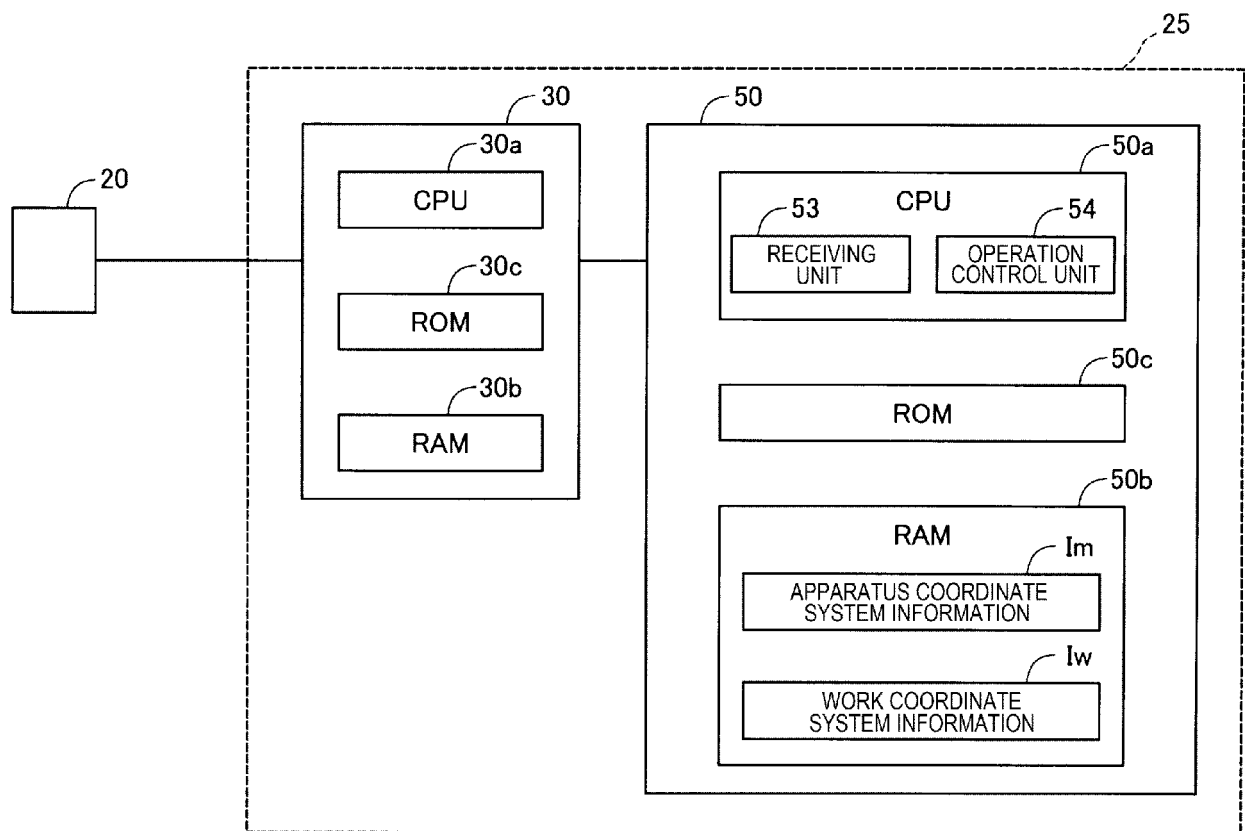 25
30
50
30a
CPU
20
50a
CPU
53
54
RECEIVING
UNIT
OPERATION
CONTROL UNIT
30c
ROM
50c
ROM
30b
RAM
50b
RAM
Im
APPARATUS COORDINATE
SYSTEM INFORMATION
Iw
WORK COORDINATE
SYSTEM INFORMATION